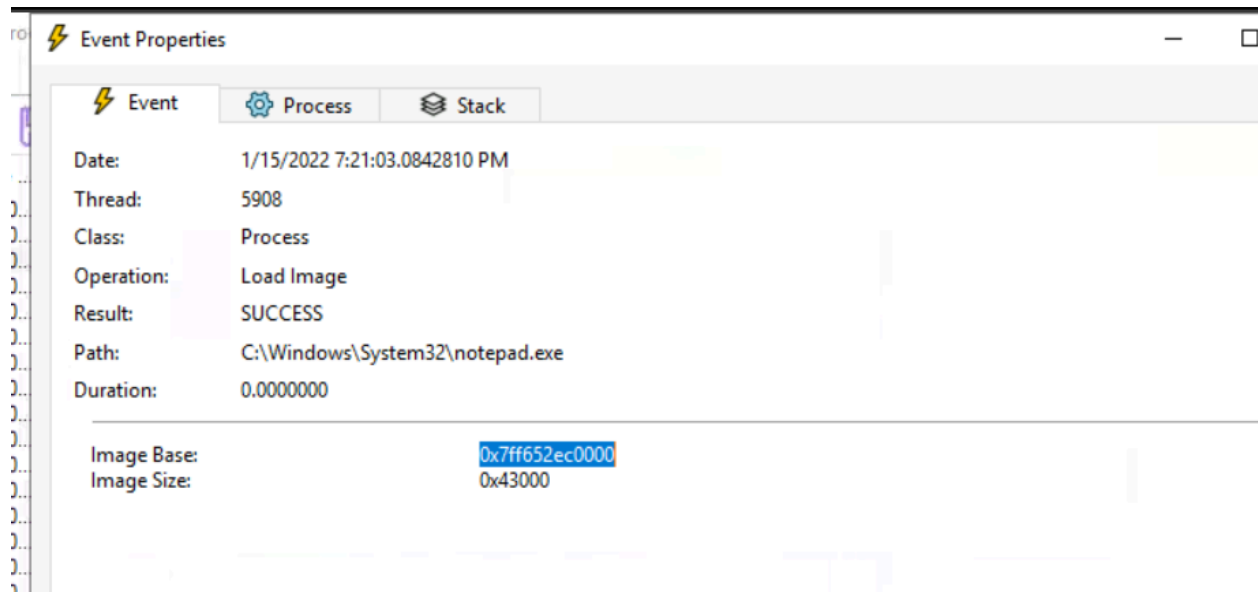 Event Properties
Event Process Stack
Date: 1/15/2022 7:21:03.0842810 PM
Thread: 5908
Class: Process
Operation: Load Image
Result: SUCCESS
Path: C:\Windows\System32\notepad.exe
Duration: 0.0000000
Image Base: 0x7ff652ec0000
Image Size: 0x43000